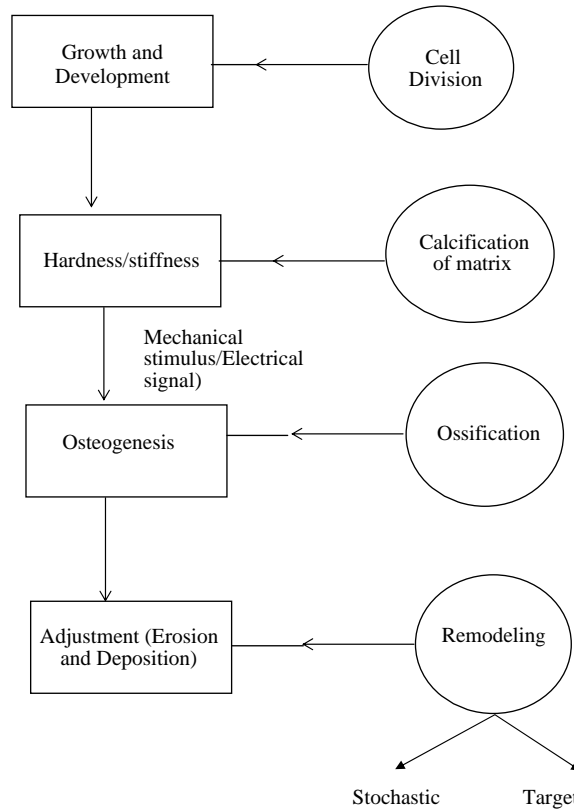 Growth and
Development
Cell
Division
Hardness/stiffness
Calcification
of matrix
Mechanical
stimulus/Electrical
signal)
Osteogenesis
Ossification
Adjustment (Erosion
and Deposition)
Remodeling
Stochastic
Target